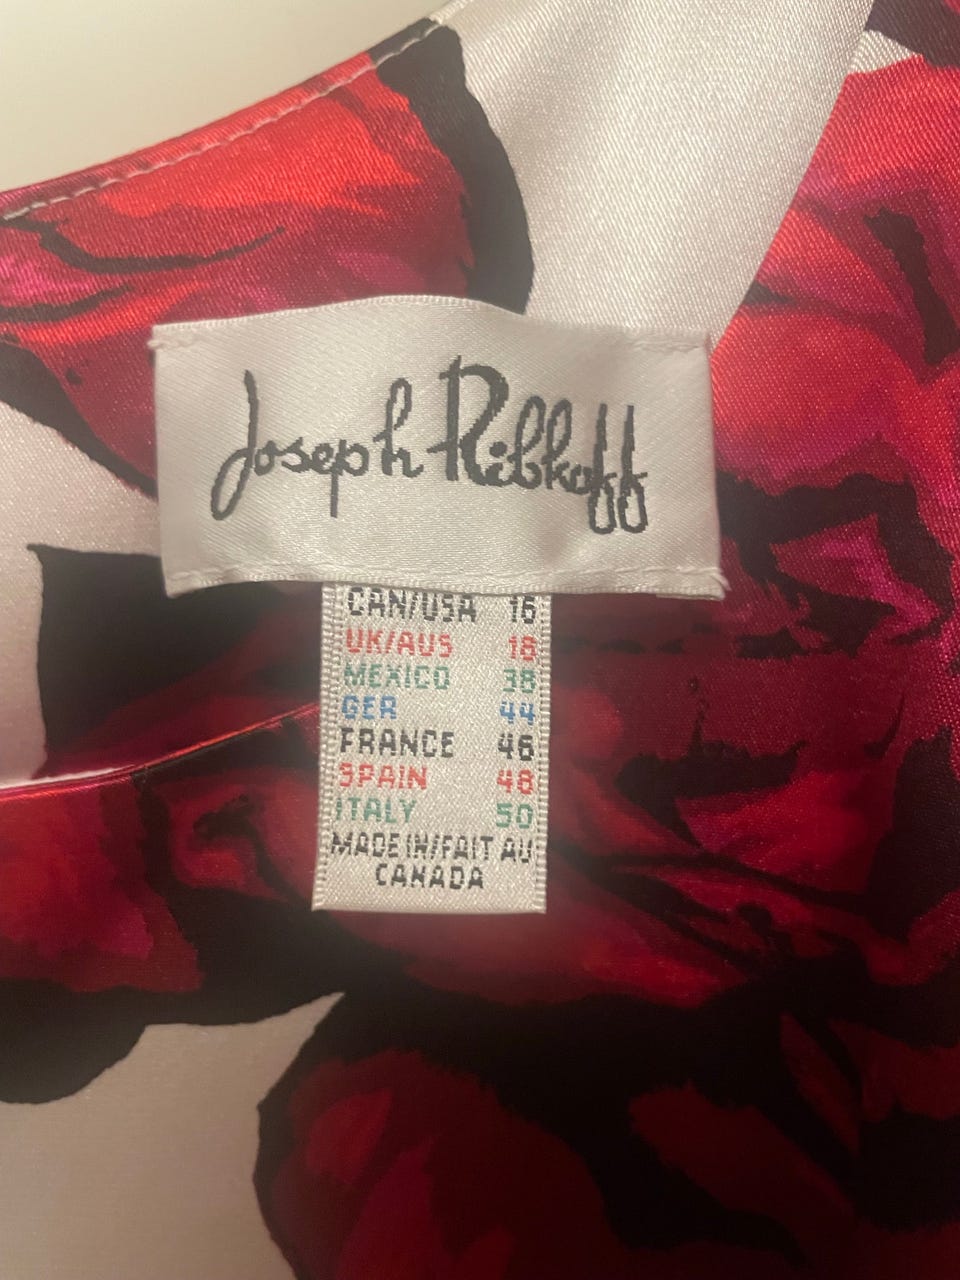 Joseph Ribkoff
CAN/USA 16
UK/AUS 18
MEXICO 38
GER 44
FRANCE 46
SPAIN 48
ITALY 50
MADE IN/FAIT AU
CANADA